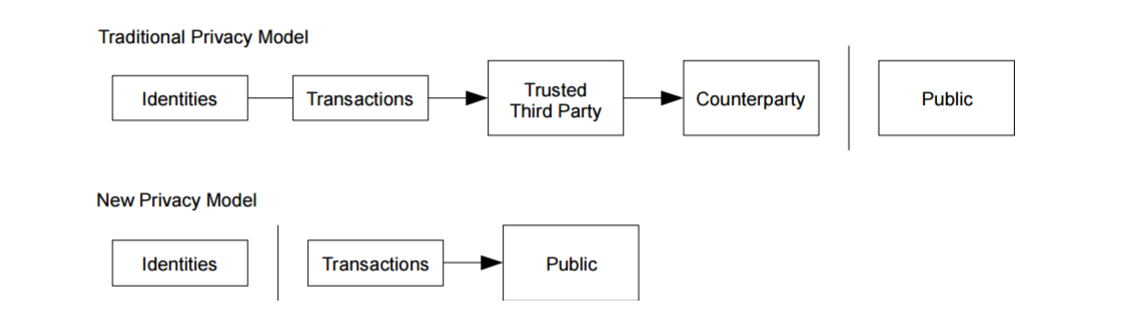 Traditional Privacy Model
Identities
Transactions
Trusted
Third Party
Counterparty
Public
New Privacy Model
Identities
Transactions
Public